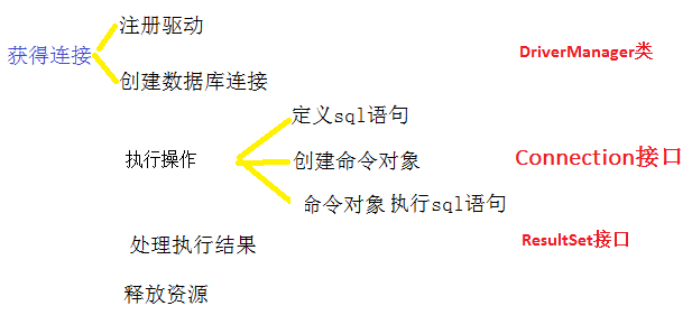 注册驱动
获得连接
DriverManager类
创建数据库连接
定义sql语句
执行操作
创建命令对象
Connection接口
命令对象执行sql语句
处理执行结果
ResultSet接口
释放资源